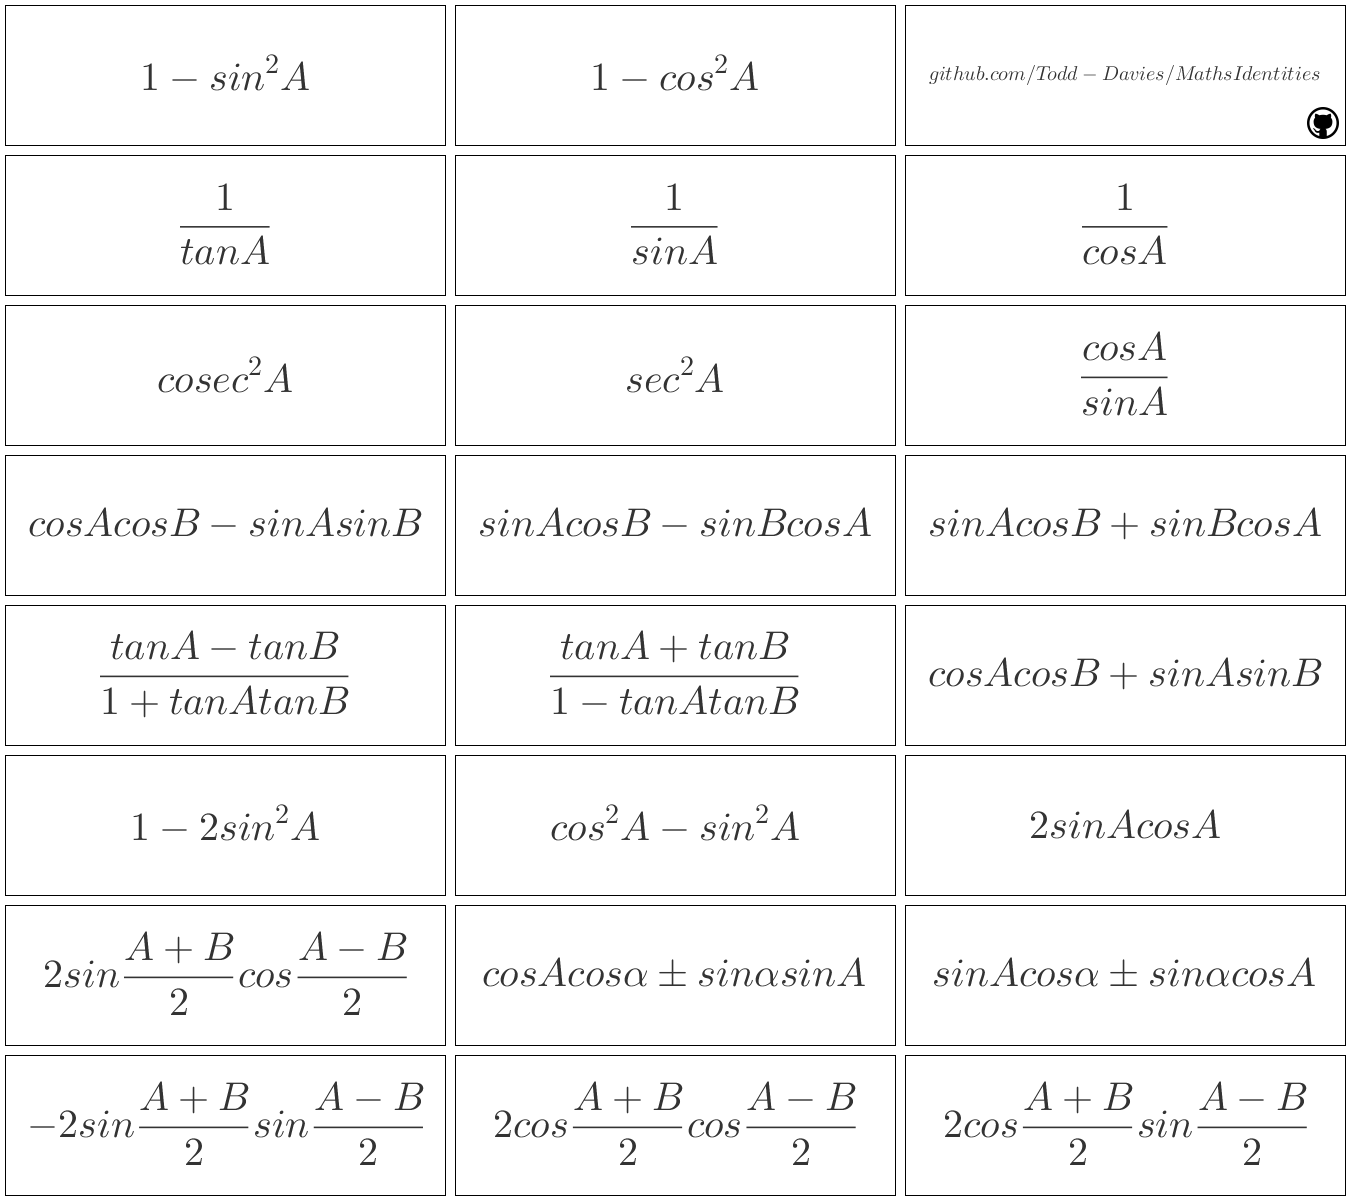 1 − sin²A
1 − cos²A
github.com/Todd − Davies/MathsIdentities
1
tanA
1
sinA
1
cosA
cosec²A
sec²A
cosA
sinA
cosAcosB − sinAsinB
sinAcosB − sinBcosA
sinAcosB + sinBcosA
tanA − tanB
1 + tanAtanB
tanA + tanB
1 − tanAtanB
cosAcosB + sinAsinB
1 − 2sin²A
cos²A − sin²A
2sinAcosA
2sin (A + B)/2 cos (A − B)/2
cosAcosα ± sinαsinA
sinAcosα ± sinαcosA
−2sin (A + B)/2 sin (A − B)/2
2cos (A + B)/2 cos (A − B)/2
2cos (A + B)/2 sin (A − B)/2